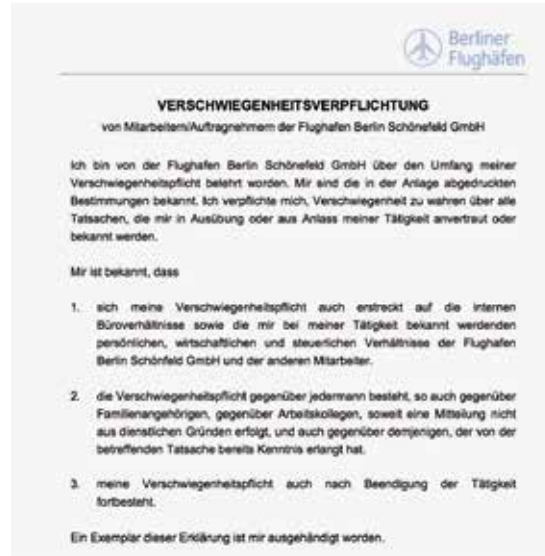 Berliner
Flughäfen
VERSCHWIEGENHEITSVERPFLICHTUNG
von Mitarbeitern/Auftragnehmern der Flughafen Berlin Schönefeld GmbH
Ich bin von der Flughafen Berlin Schönefeld GmbH über den Umfang meiner
Verschwiegenheitspflicht belehrt worden. Mir sind die in der Anlage abgedruckten
Bestimmungen bekannt. Ich verpflichte mich, Verschwiegenheit zu wahren über alle
Tatsachen, die mir in Ausübung oder aus Anlass meiner Tätigkeit anvertraut oder
bekannt werden.
Mir ist bekannt, dass
1. sich meine Verschwiegenheitspflicht auch erstreckt auf die internen
Büroverhältnisse sowie die mir bei meiner Tätigkeit bekannt werdenden
persönlichen, wirtschaftlichen und steuerlichen Verhältnisse der Flughafen
Berlin Schönfeld GmbH und der anderen Mitarbeiter.
2. die Verschwiegenheitspflicht gegenüber jedermann besteht, so auch gegenüber
Familienangehörigen, gegenüber Arbeitskollegen, soweit eine Mitteilung nicht
aus dienstlichen Gründen erfolgt, und auch gegenüber demjenigen, der von der
betreffenden Tatsache bereits Kenntnis erlangt hat.
3. meine Verschwiegenheitspflicht auch nach Beendigung der Tätigkeit
fortbesteht.
Ein Exemplar dieser Erklärung ist mir ausgehändigt worden.